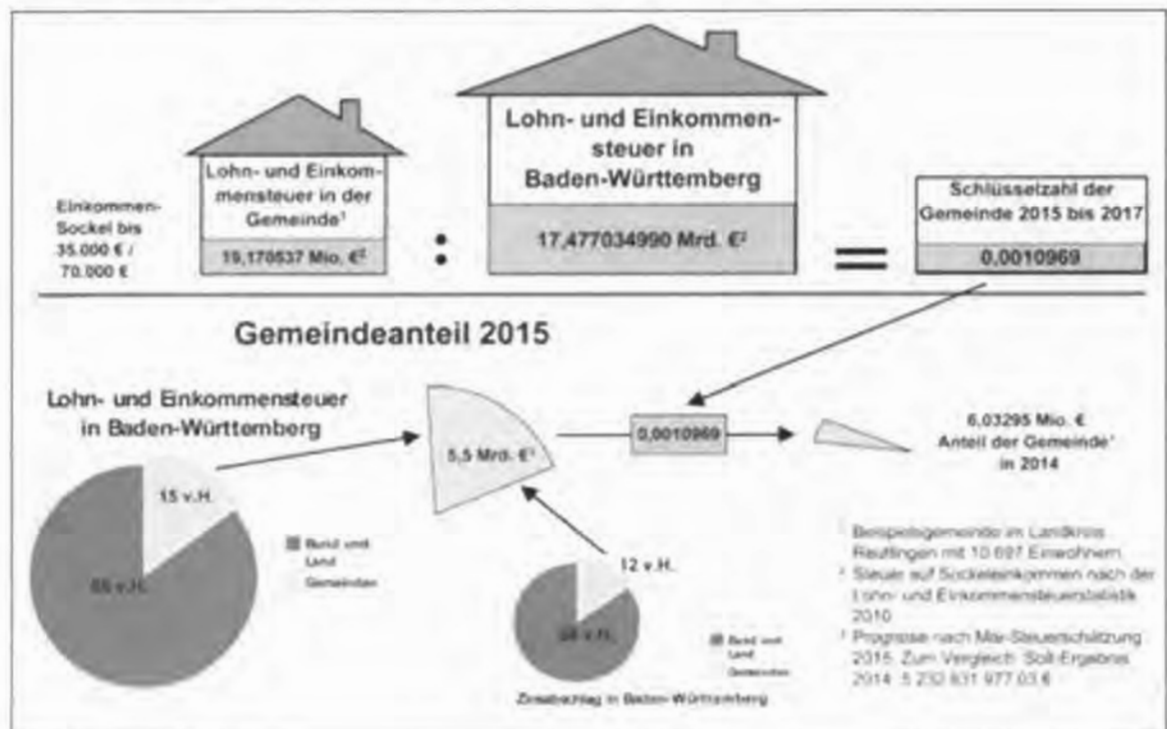 Einkommen-
Sockel bis
35.000 € /
70.000 €
Lohn- und Einkom-
mensteuer in der
Gemeinde¹
19,170537 Mio. €²
:
Lohn- und Einkommen-
steuer in
Baden-Württemberg
17,477034990 Mrd. €²
=
Schlüsselzahl der
Gemeinde 2015 bis 2017
0,0010969
Gemeindeanteil 2015
Lohn- und Einkommensteuer
in Baden-Württemberg
15 v.H.
v.H.
Bund und
Land
Gemeinden
5,5 Mrd. €³
0,0010969
6,03295 Mio. €
Anteil der Gemeinde¹
in 2014
12 v.H.
v.H.
Bund und
Land
Gemeinden
Zinsabschlag in Baden-Württemberg
¹ Beispielsgemeinde im Landkreis
Reutlingen mit 10 697 Einwohnern
² Steuer auf Sockeleinkommen nach der
Lohn- und Einkommensteuerstatistik
2010
³ Prognose nach Mai-Steuerschätzung
2015. Zum Vergleich: Soll-Ergebnis
2014: 5 232 831 977,03 €